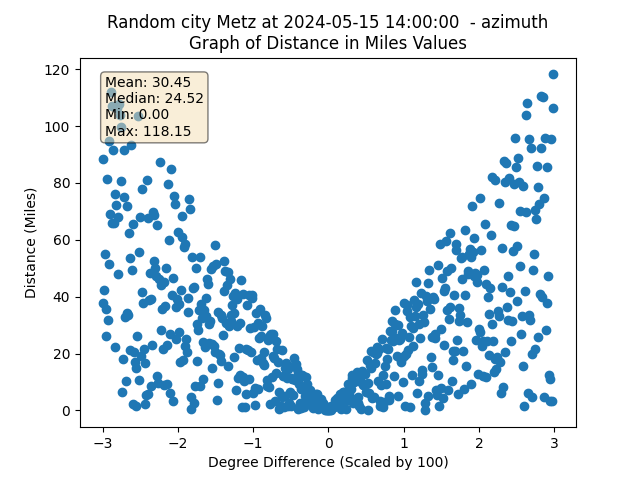 Random city Metz at 2024-05-15 14:00:00  - azimuth
Graph of Distance in Miles Values
Mean: 30.45
Median: 24.52
Min: 0.00
Max: 118.15
120
100
80
60
40
20
0
Distance (Miles)
−3
−2
−1
0
1
2
3
Degree Difference (Scaled by 100)